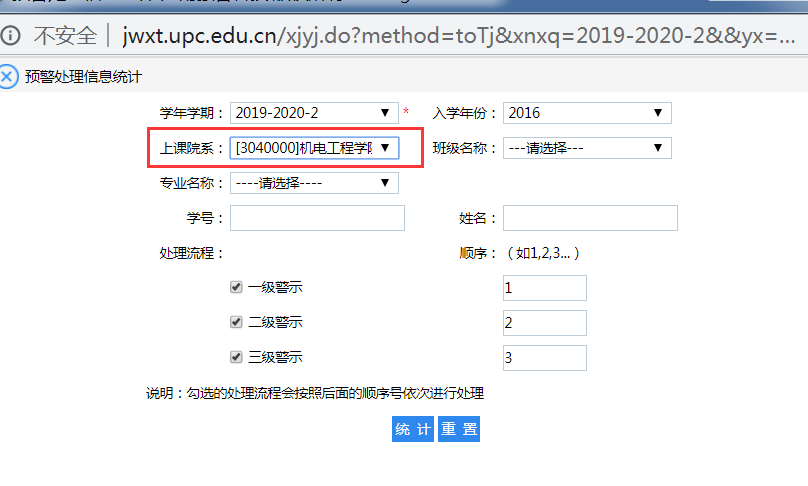 不安全 jwxt.upc.edu.cn/xjyj.do?method=toTj&xnxq=2019-2020-2&&yx=...
预警处理信息统计
学年学期： 2019-2020-2 * 入学年份： 2016
上课院系： [3040000]机电工程学院 班级名称： ---请选择---
专业名称： ----请选择----
学号： 姓名：
处理流程： 顺序： （如1,2,3...）
一级警示 1
二级警示 2
三级警示 3
说明：勾选的处理流程会按照后面的顺序号依次进行处理
统 计 重 置